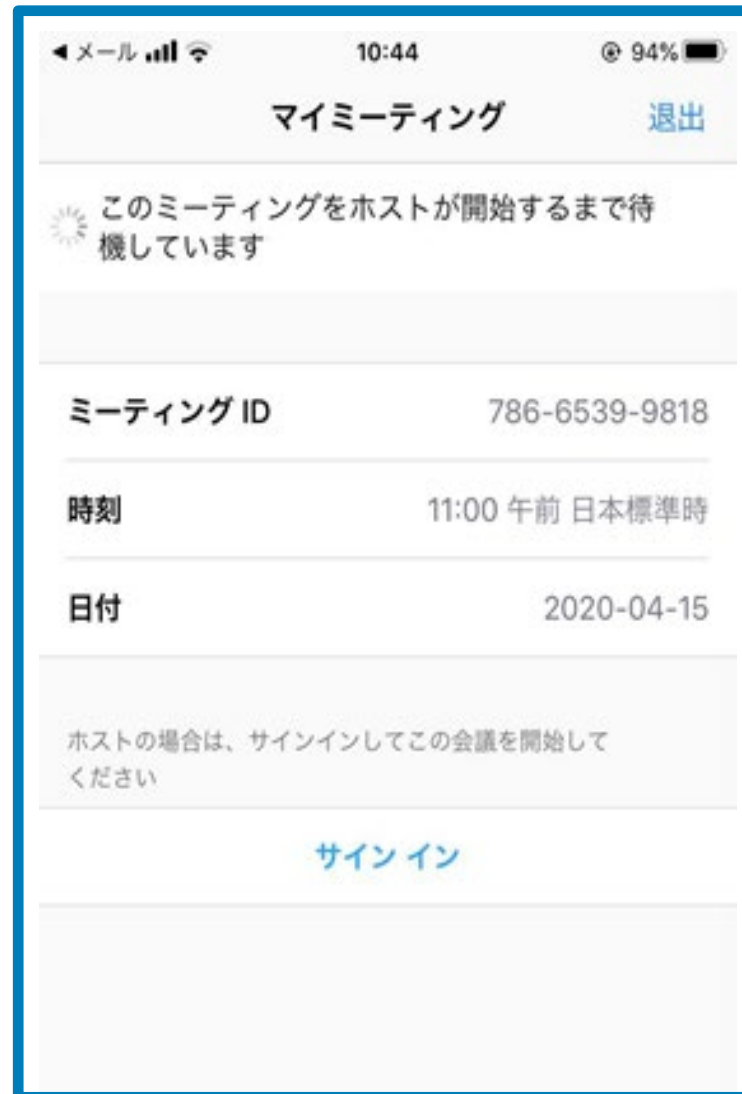 メール 10:44 94%
マイミーティング 退出
このミーティングをホストが開始するまで待
機しています
ミーティング ID 786-6539-9818
時刻 11:00 午前 日本標準時
日付 2020-04-15
ホストの場合は、サインインしてこの会議を開始して
ください
サイン イン